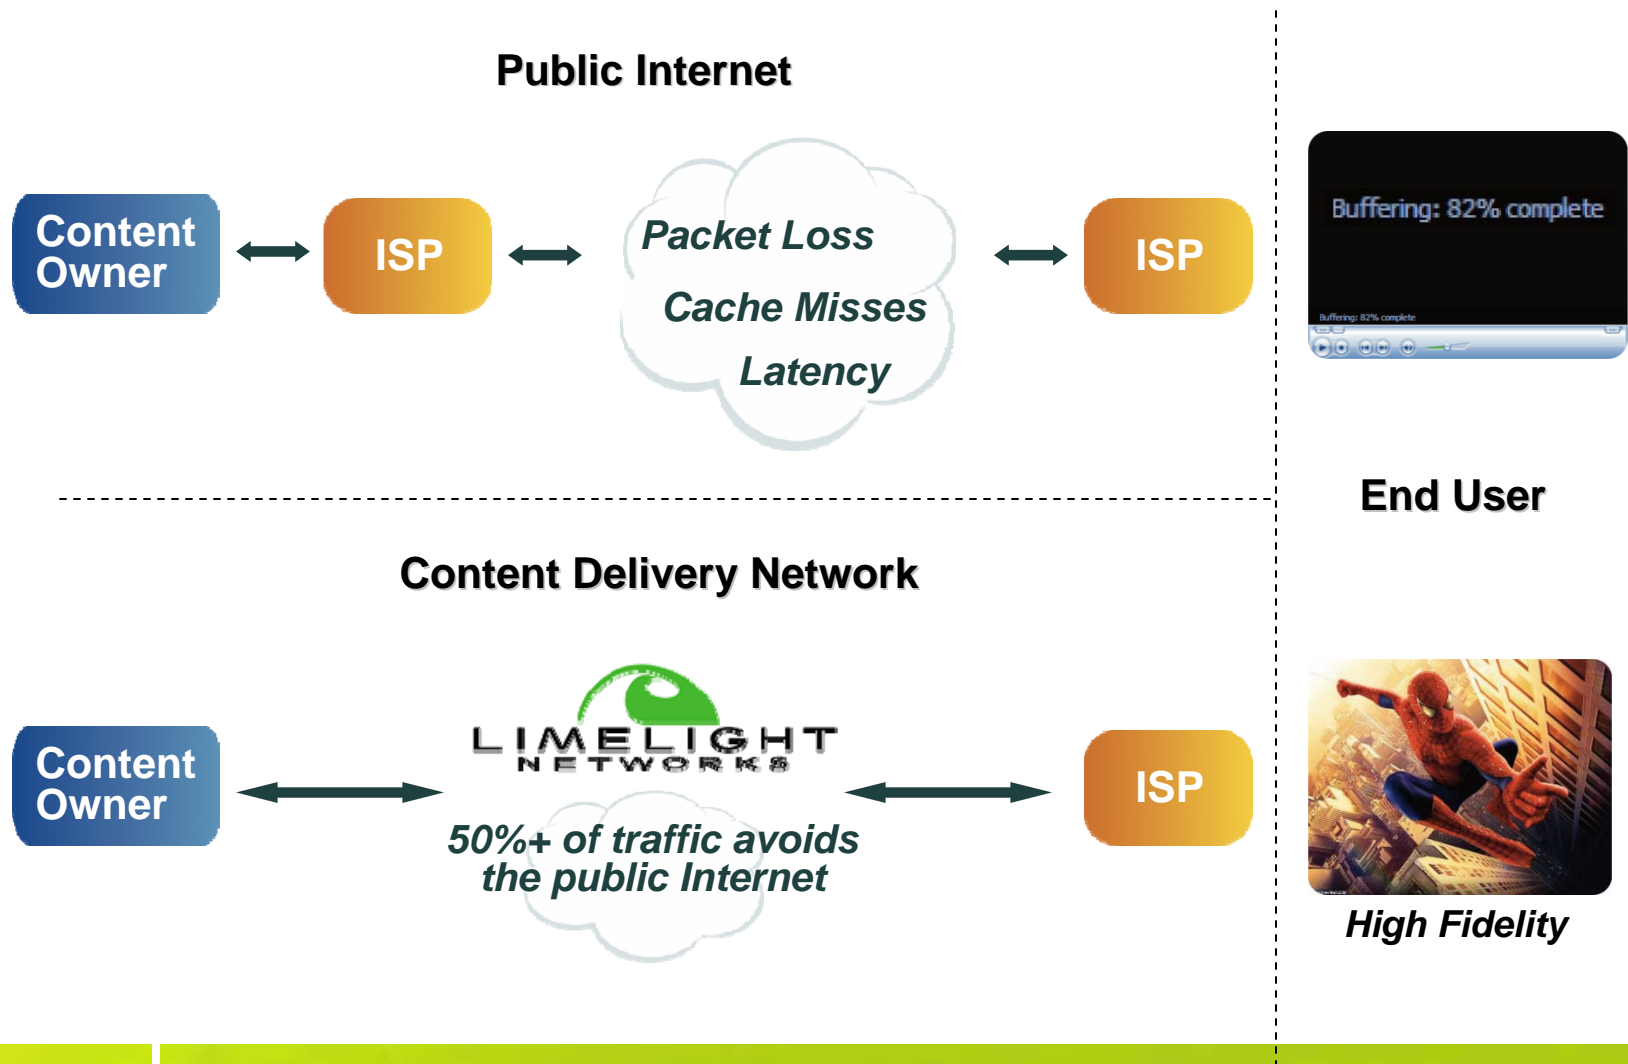 Public Internet
Content
Owner
ISP
Packet Loss
Cache Misses
Latency
ISP
Buffering: 82% complete
Buffering: 82% complete
End User
Content Delivery Network
Content
Owner
LIMELIGHT
NETWORKS
50%+ of traffic avoids
the public Internet
ISP
High Fidelity